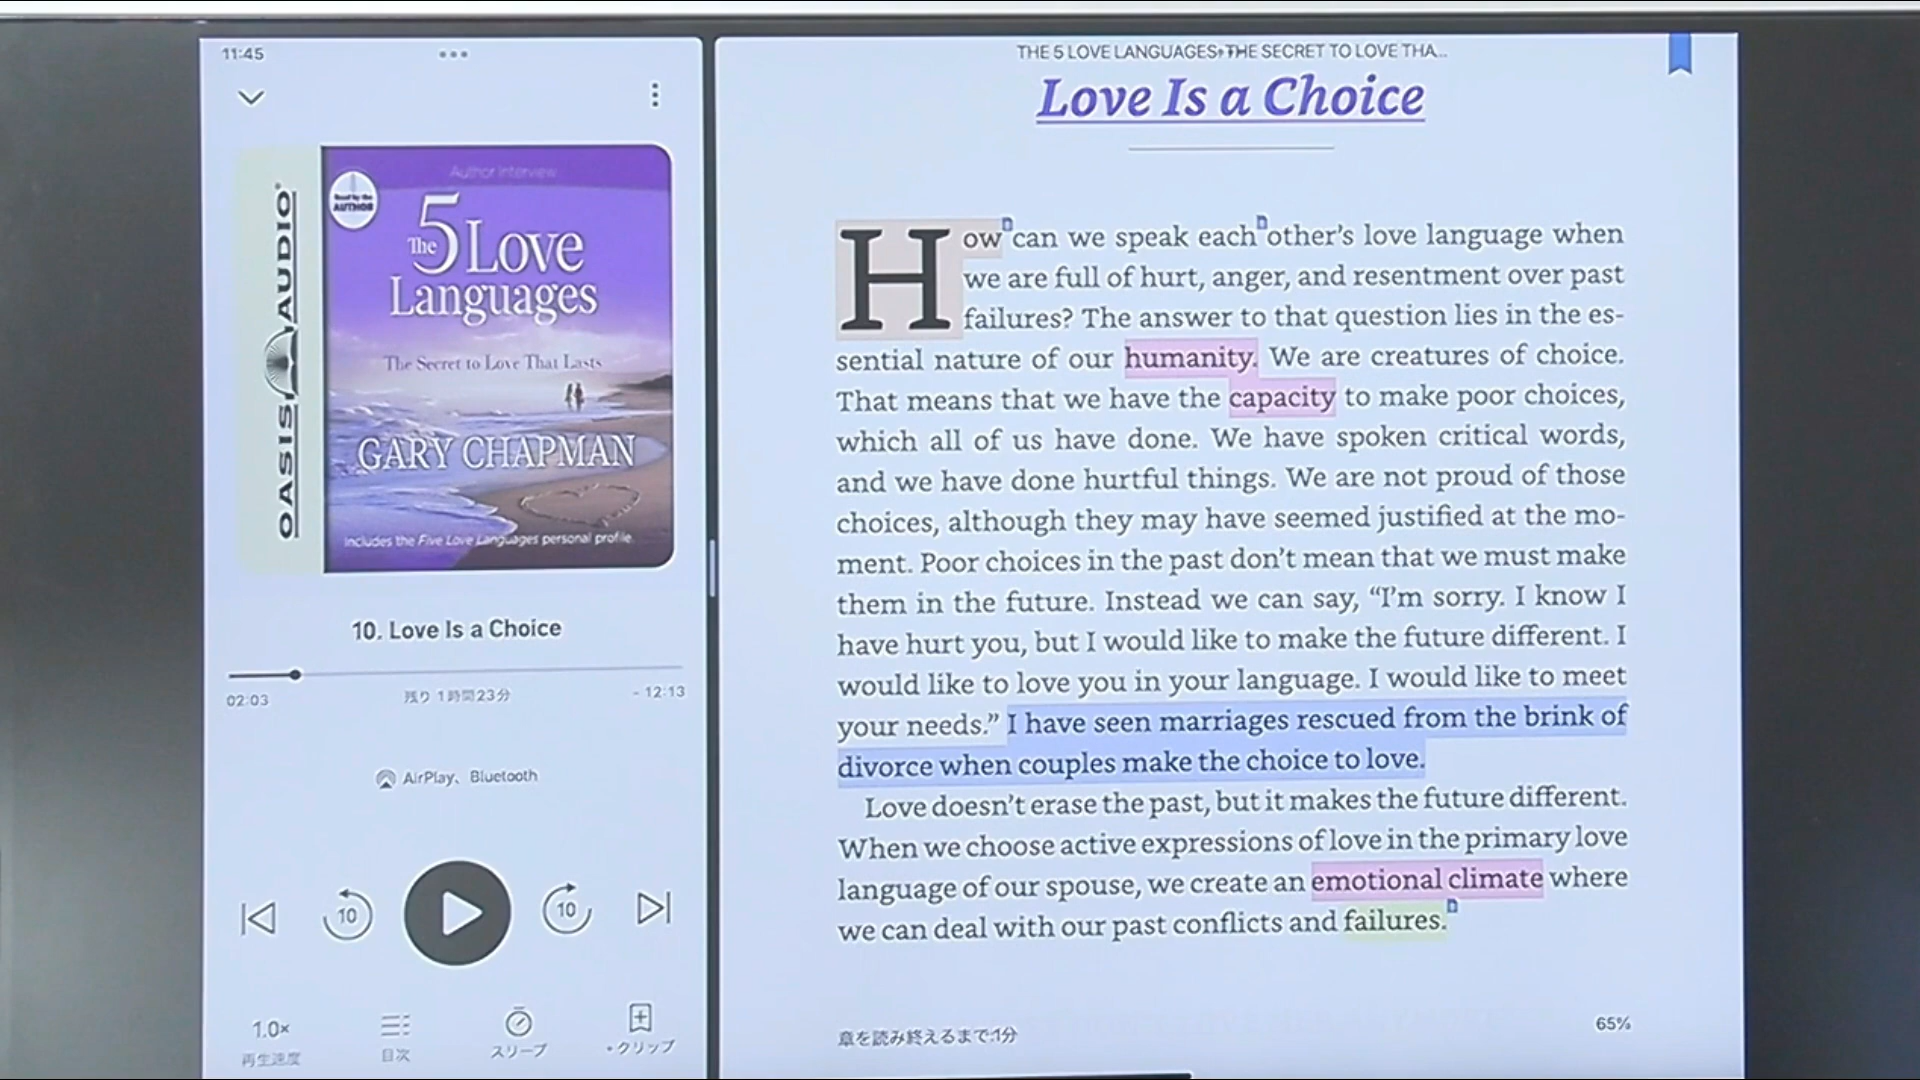 11:45
Author Interview
Read by the
AUTHOR
OASIS AUDIO
The 5 Love
Languages
The Secret to Love That Lasts
GARY CHAPMAN
Includes the Five Love Languages personal profile.
10. Love Is a Choice
02:03
残り 1時間23分
- 12:13
AirPlay、Bluetooth
10
10
1.0×
再生速度
目次
スリープ
+クリップ
THE 5 LOVE LANGUAGES: THE SECRET TO LOVE THA...
Love Is a Choice
How can we speak each other’s love language when
we are full of hurt, anger, and resentment over past
failures? The answer to that question lies in the es-
sential nature of our humanity. We are creatures of choice.
That means that we have the capacity to make poor choices,
which all of us have done. We have spoken critical words,
and we have done hurtful things. We are not proud of those
choices, although they may have seemed justified at the mo-
ment. Poor choices in the past don’t mean that we must make
them in the future. Instead we can say, “I’m sorry. I know I
have hurt you, but I would like to make the future different. I
would like to love you in your language. I would like to meet
your needs.” I have seen marriages rescued from the brink of
divorce when couples make the choice to love.
Love doesn’t erase the past, but it makes the future different.
When we choose active expressions of love in the primary love
language of our spouse, we create an emotional climate where
we can deal with our past conflicts and failures.
章を読み終えるまで:1分
65%